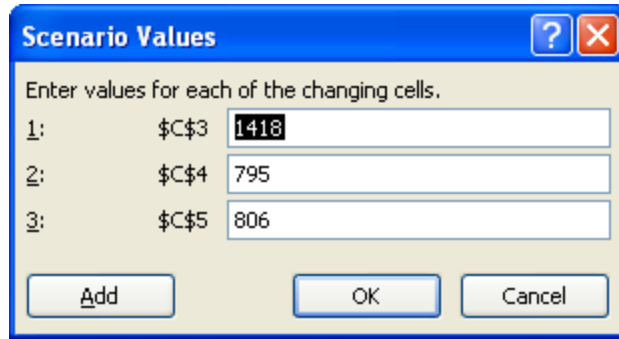 Scenario Values
Enter values for each of the changing cells.
1: $C$3 1418
2: $C$4 795
3: $C$5 806
Add OK Cancel